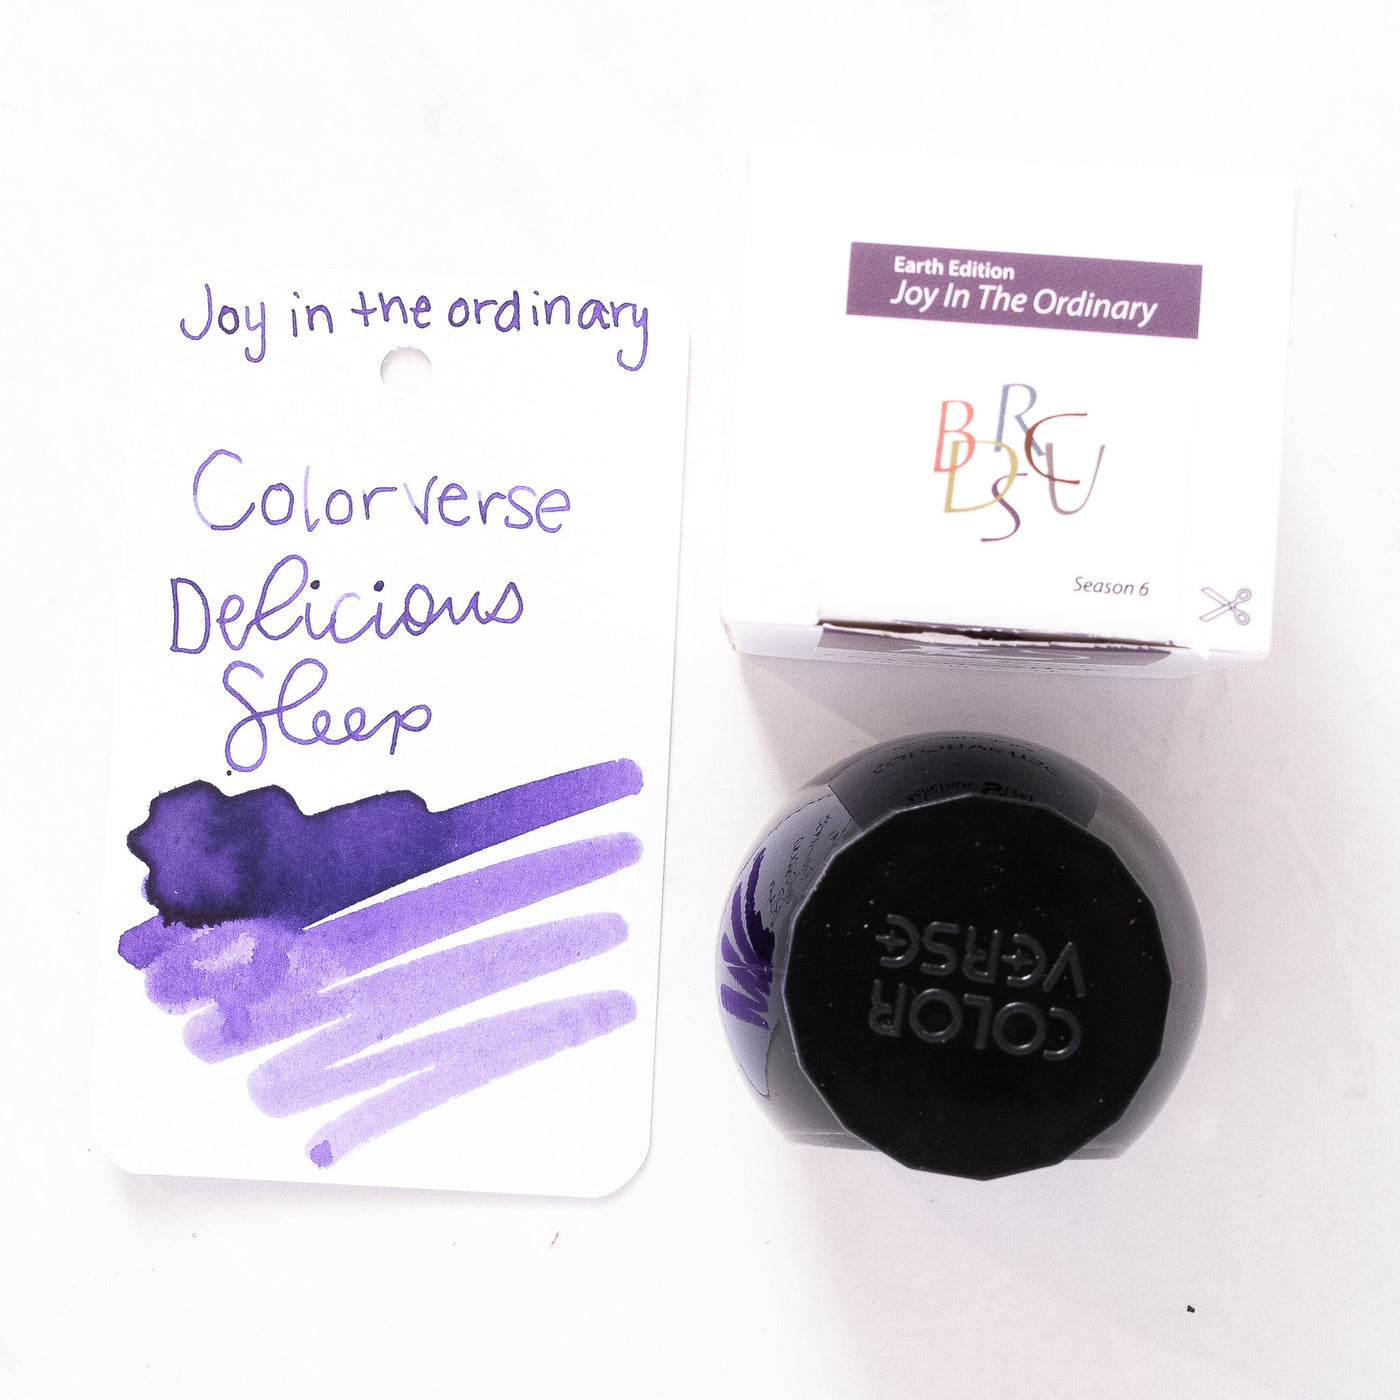 Joy in the ordinary
Colorverse
Delicious
Sleep
Earth Edition
Joy In The Ordinary
B R C D S U
Season 6
COLOR
VERSE